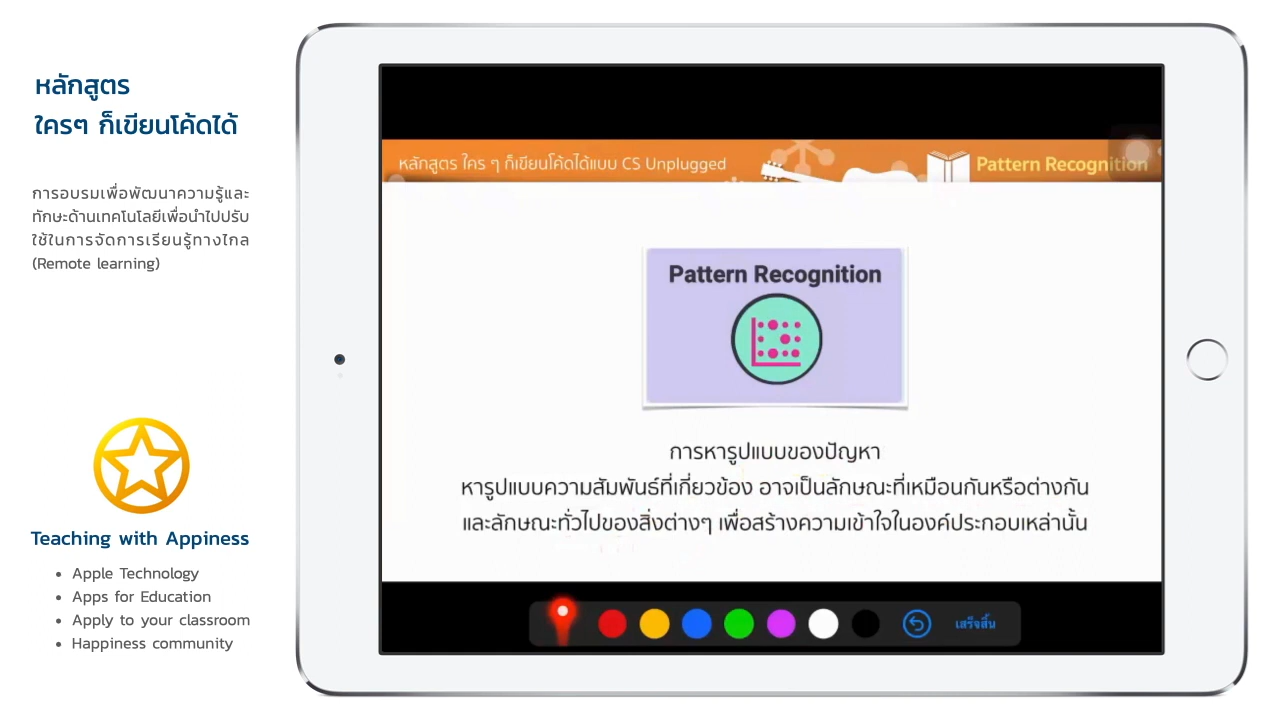 หลักสูตร
ใครๆ ก็เขียนโค้ดได้
การอบรมเพื่อพัฒนาความรู้และ
ทักษะด้านเทคโนโลยีเพื่อนำไปปรับ
ใช้ในการจัดการเรียนรู้ทางไกล
(Remote learning)
Teaching with Appiness
• Apple Technology
• Apps for Education
• Apply to your classroom
• Happiness community
หลักสูตร ใคร ๆ ก็เขียนโค้ดได้แบบ CS Unplugged
Pattern Recognition
Pattern Recognition
การหารูปแบบของปัญหา
หารูปแบบความสัมพันธ์ที่เกี่ยวข้อง อาจเป็นลักษณะที่เหมือนกันหรือต่างกัน
และลักษณะทั่วไปของสิ่งต่างๆ เพื่อสร้างความเข้าใจในองค์ประกอบเหล่านั้น
เสร็จสิ้น